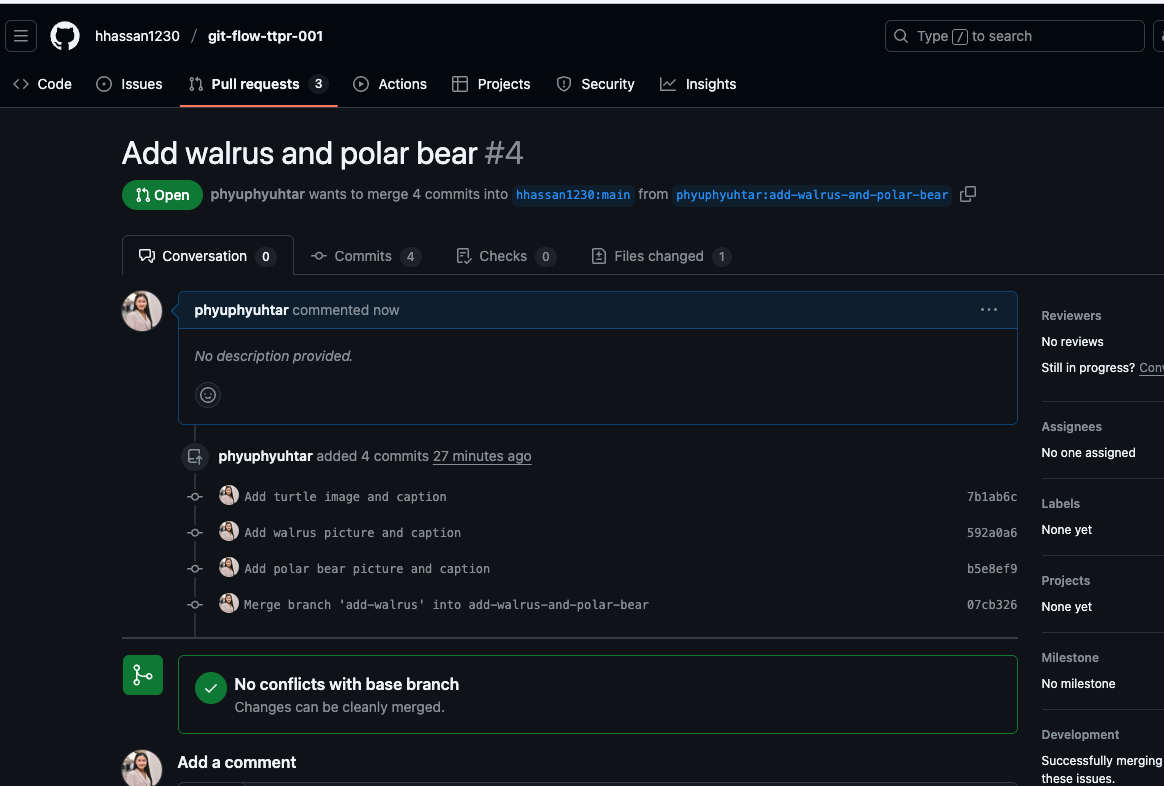 hhassan1230 / git-flow-ttpr-001
Type / to search
Code Issues Pull requests 3 Actions Projects Security Insights
Add walrus and polar bear #4
Open phyuphyuhtar wants to merge 4 commits into hhassan1230:main from phyuphyuhtar:add-walrus-and-polar-bear
Conversation 0 Commits 4 Checks 0 Files changed 1
phyuphyuhtar commented now
No description provided.
phyuphyuhtar added 4 commits 27 minutes ago
Add turtle image and caption 7b1ab6c
Add walrus picture and caption 592a0a6
Add polar bear picture and caption b5e8ef9
Merge branch 'add-walrus' into add-walrus-and-polar-bear 07cb326
No conflicts with base branch
Changes can be cleanly merged.
Add a comment
Reviewers
No reviews
Still in progress?
Assignees
No one assigned
Labels
None yet
Projects
None yet
Milestone
No milestone
Development
Successfully merging
these issues.